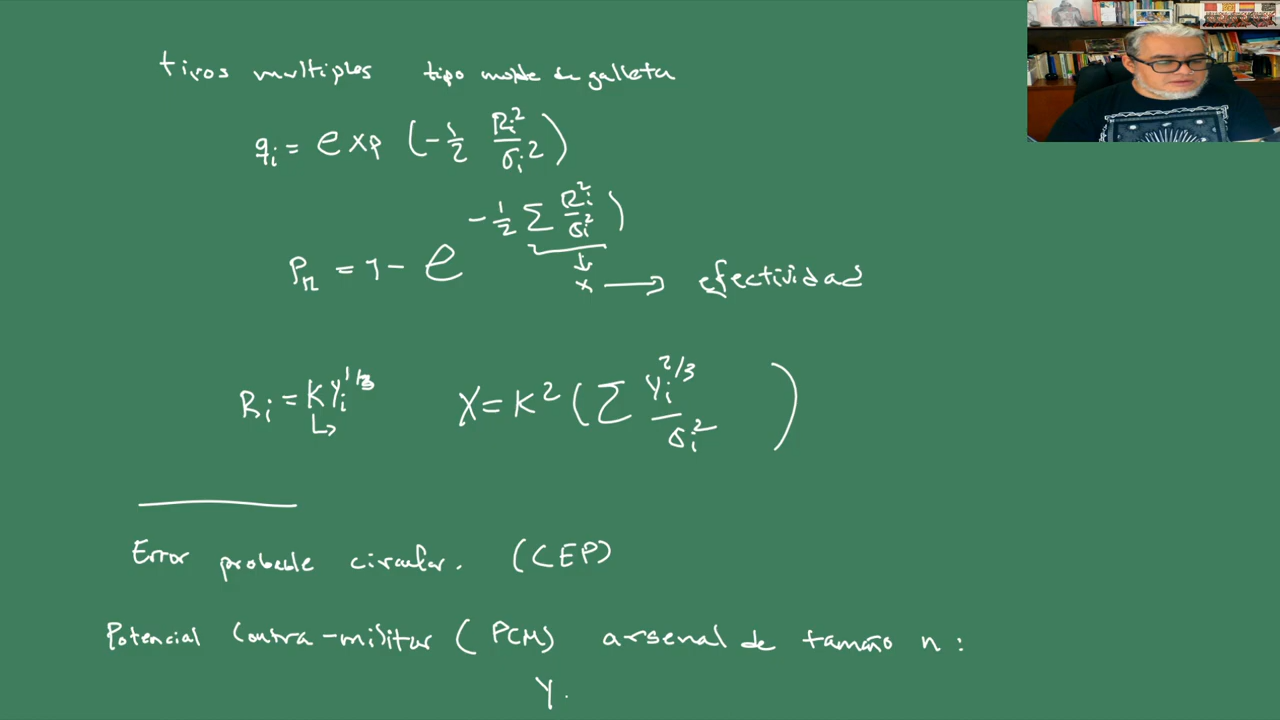 tiros multiples tipo molde de galleta
qᵢ = exp (-1/2 Rᵢ²/σᵢ²)
Pₙ = 1 - e^(-1/2 Σ Rᵢ²/σᵢ²)
↓
x → efectividad
Rᵢ = K Yᵢ^(1/3) X = K² (Σ Yᵢ^(2/3)/σᵢ²)
Error probable circular. (CEP)
Potencial contra-militar (PCM) arsenal de tamaño n:
Y.